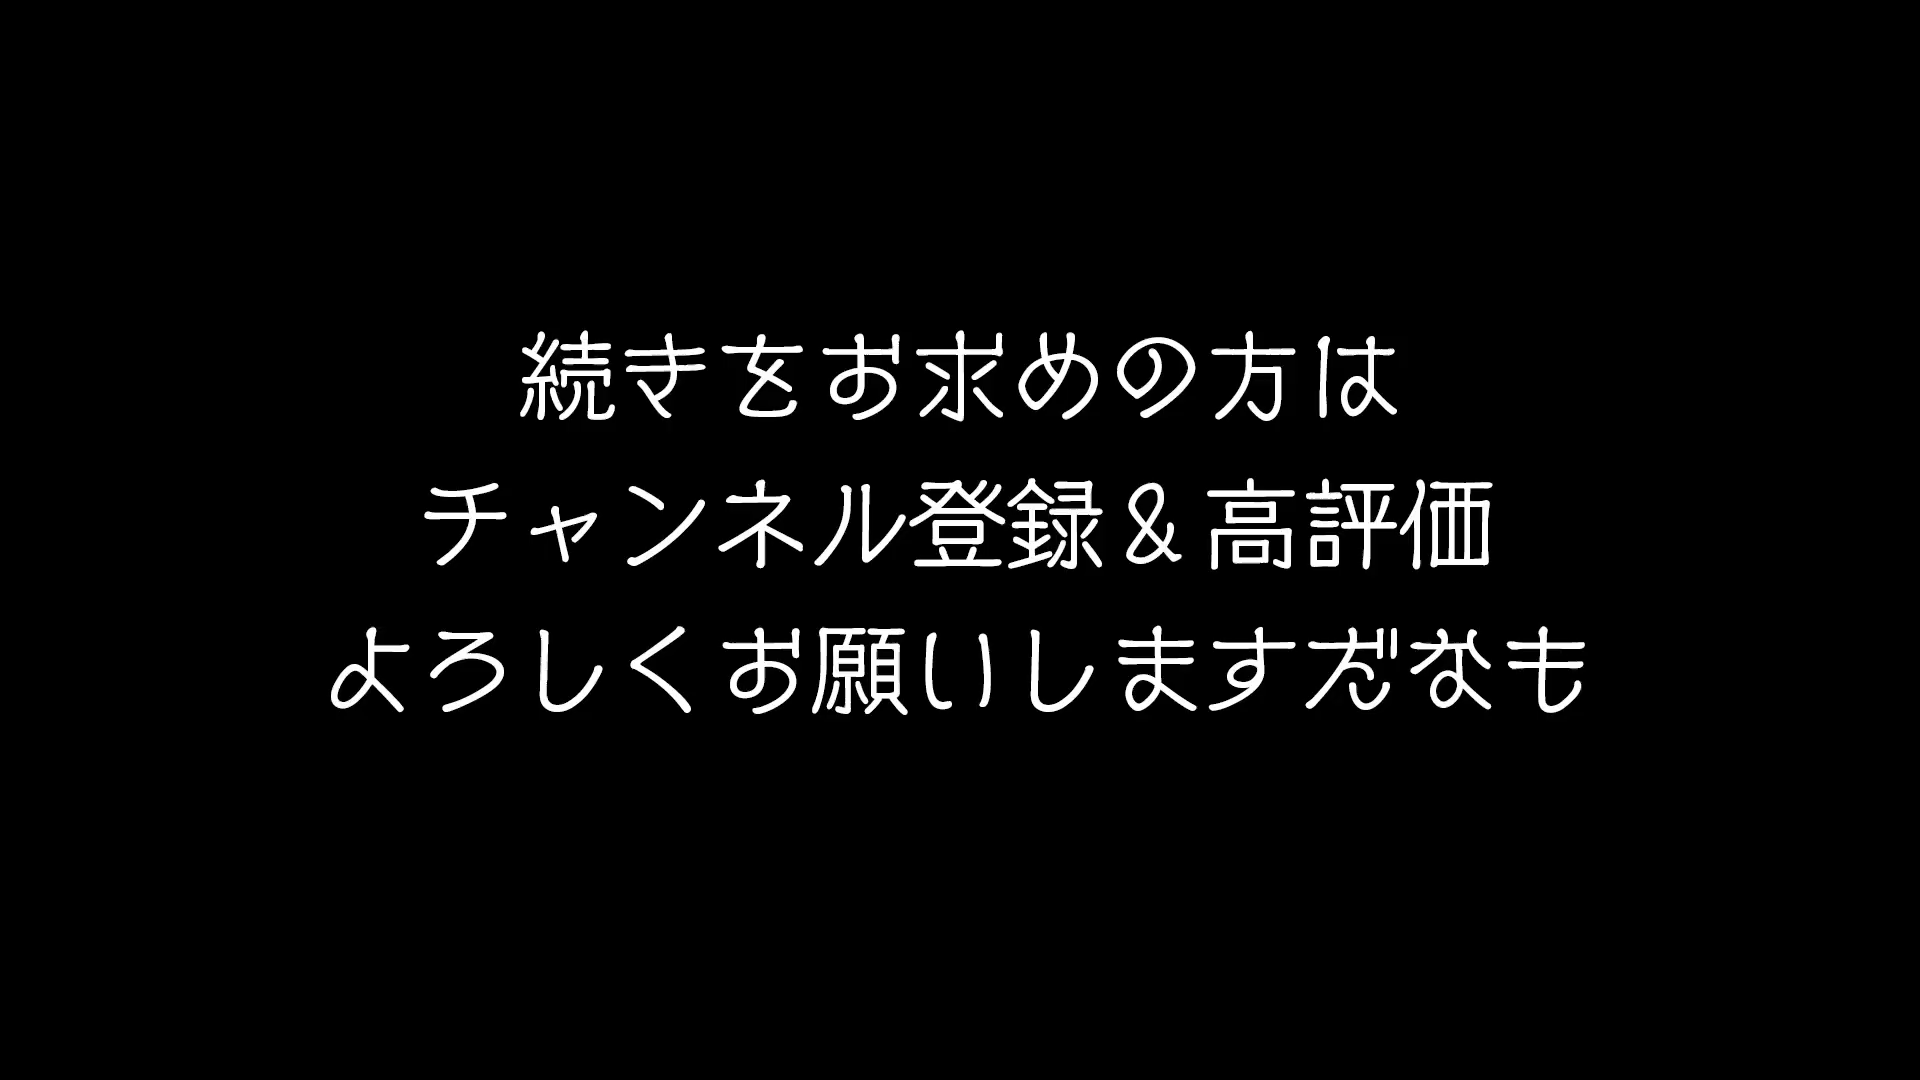 続きをお求めの方は
チャンネル登録＆高評価
よろしくお願いしますだなも